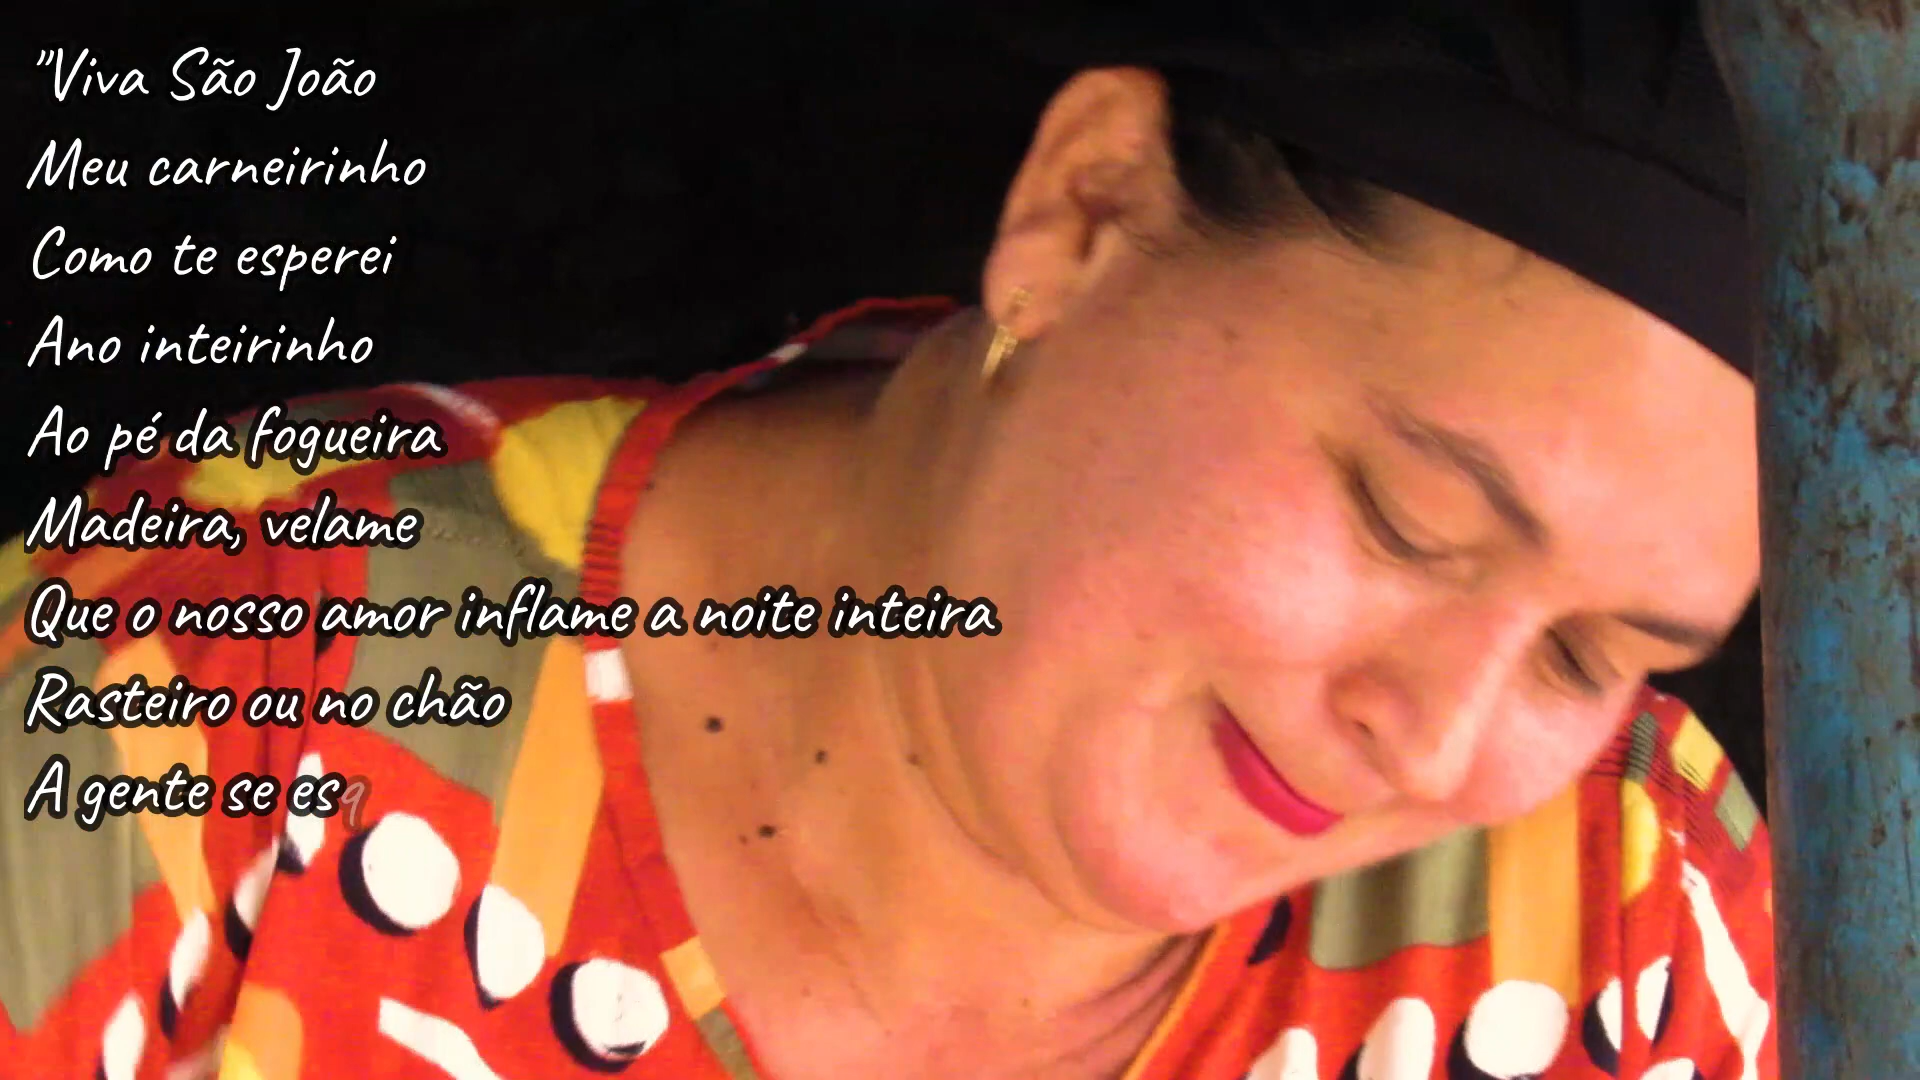 "Viva São João
Meu carneirinho
Como te esperei
Ano inteirinho
Ao pé da fogueira
Madeira, velame
Que o nosso amor inflame a noite inteira
Rasteiro ou no chão
A gente se esq